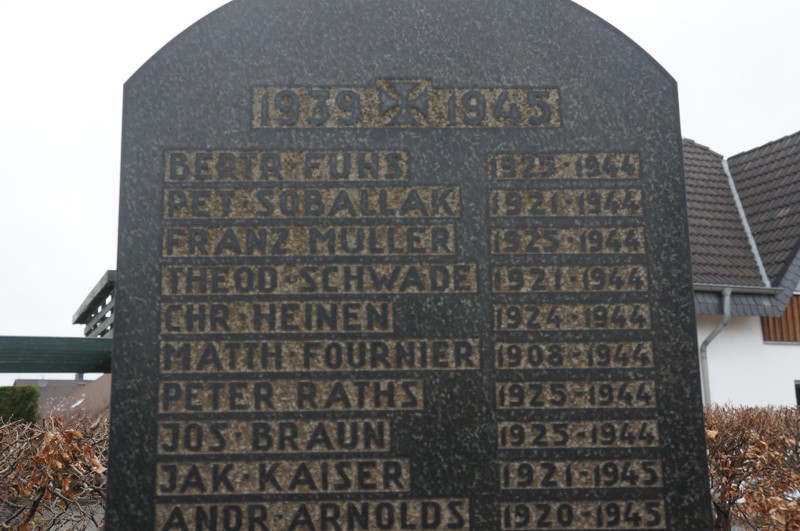 1939 1945
BERTR·FUHS 1925-1944
PET·SOBALLAK 1921-1944
FRANZ·MÜLLER 1925-1944
THEOD·SCHWADE 1921-1944
CHR·HEINEN 1924-1944
MATTH·FOURNIER 1908-1944
PETER RATHS 1925-1944
JOS·BRAUN 1925-1944
JAK·KAISER 1921-1945
ANDR·ARNOLDS 1920-1945